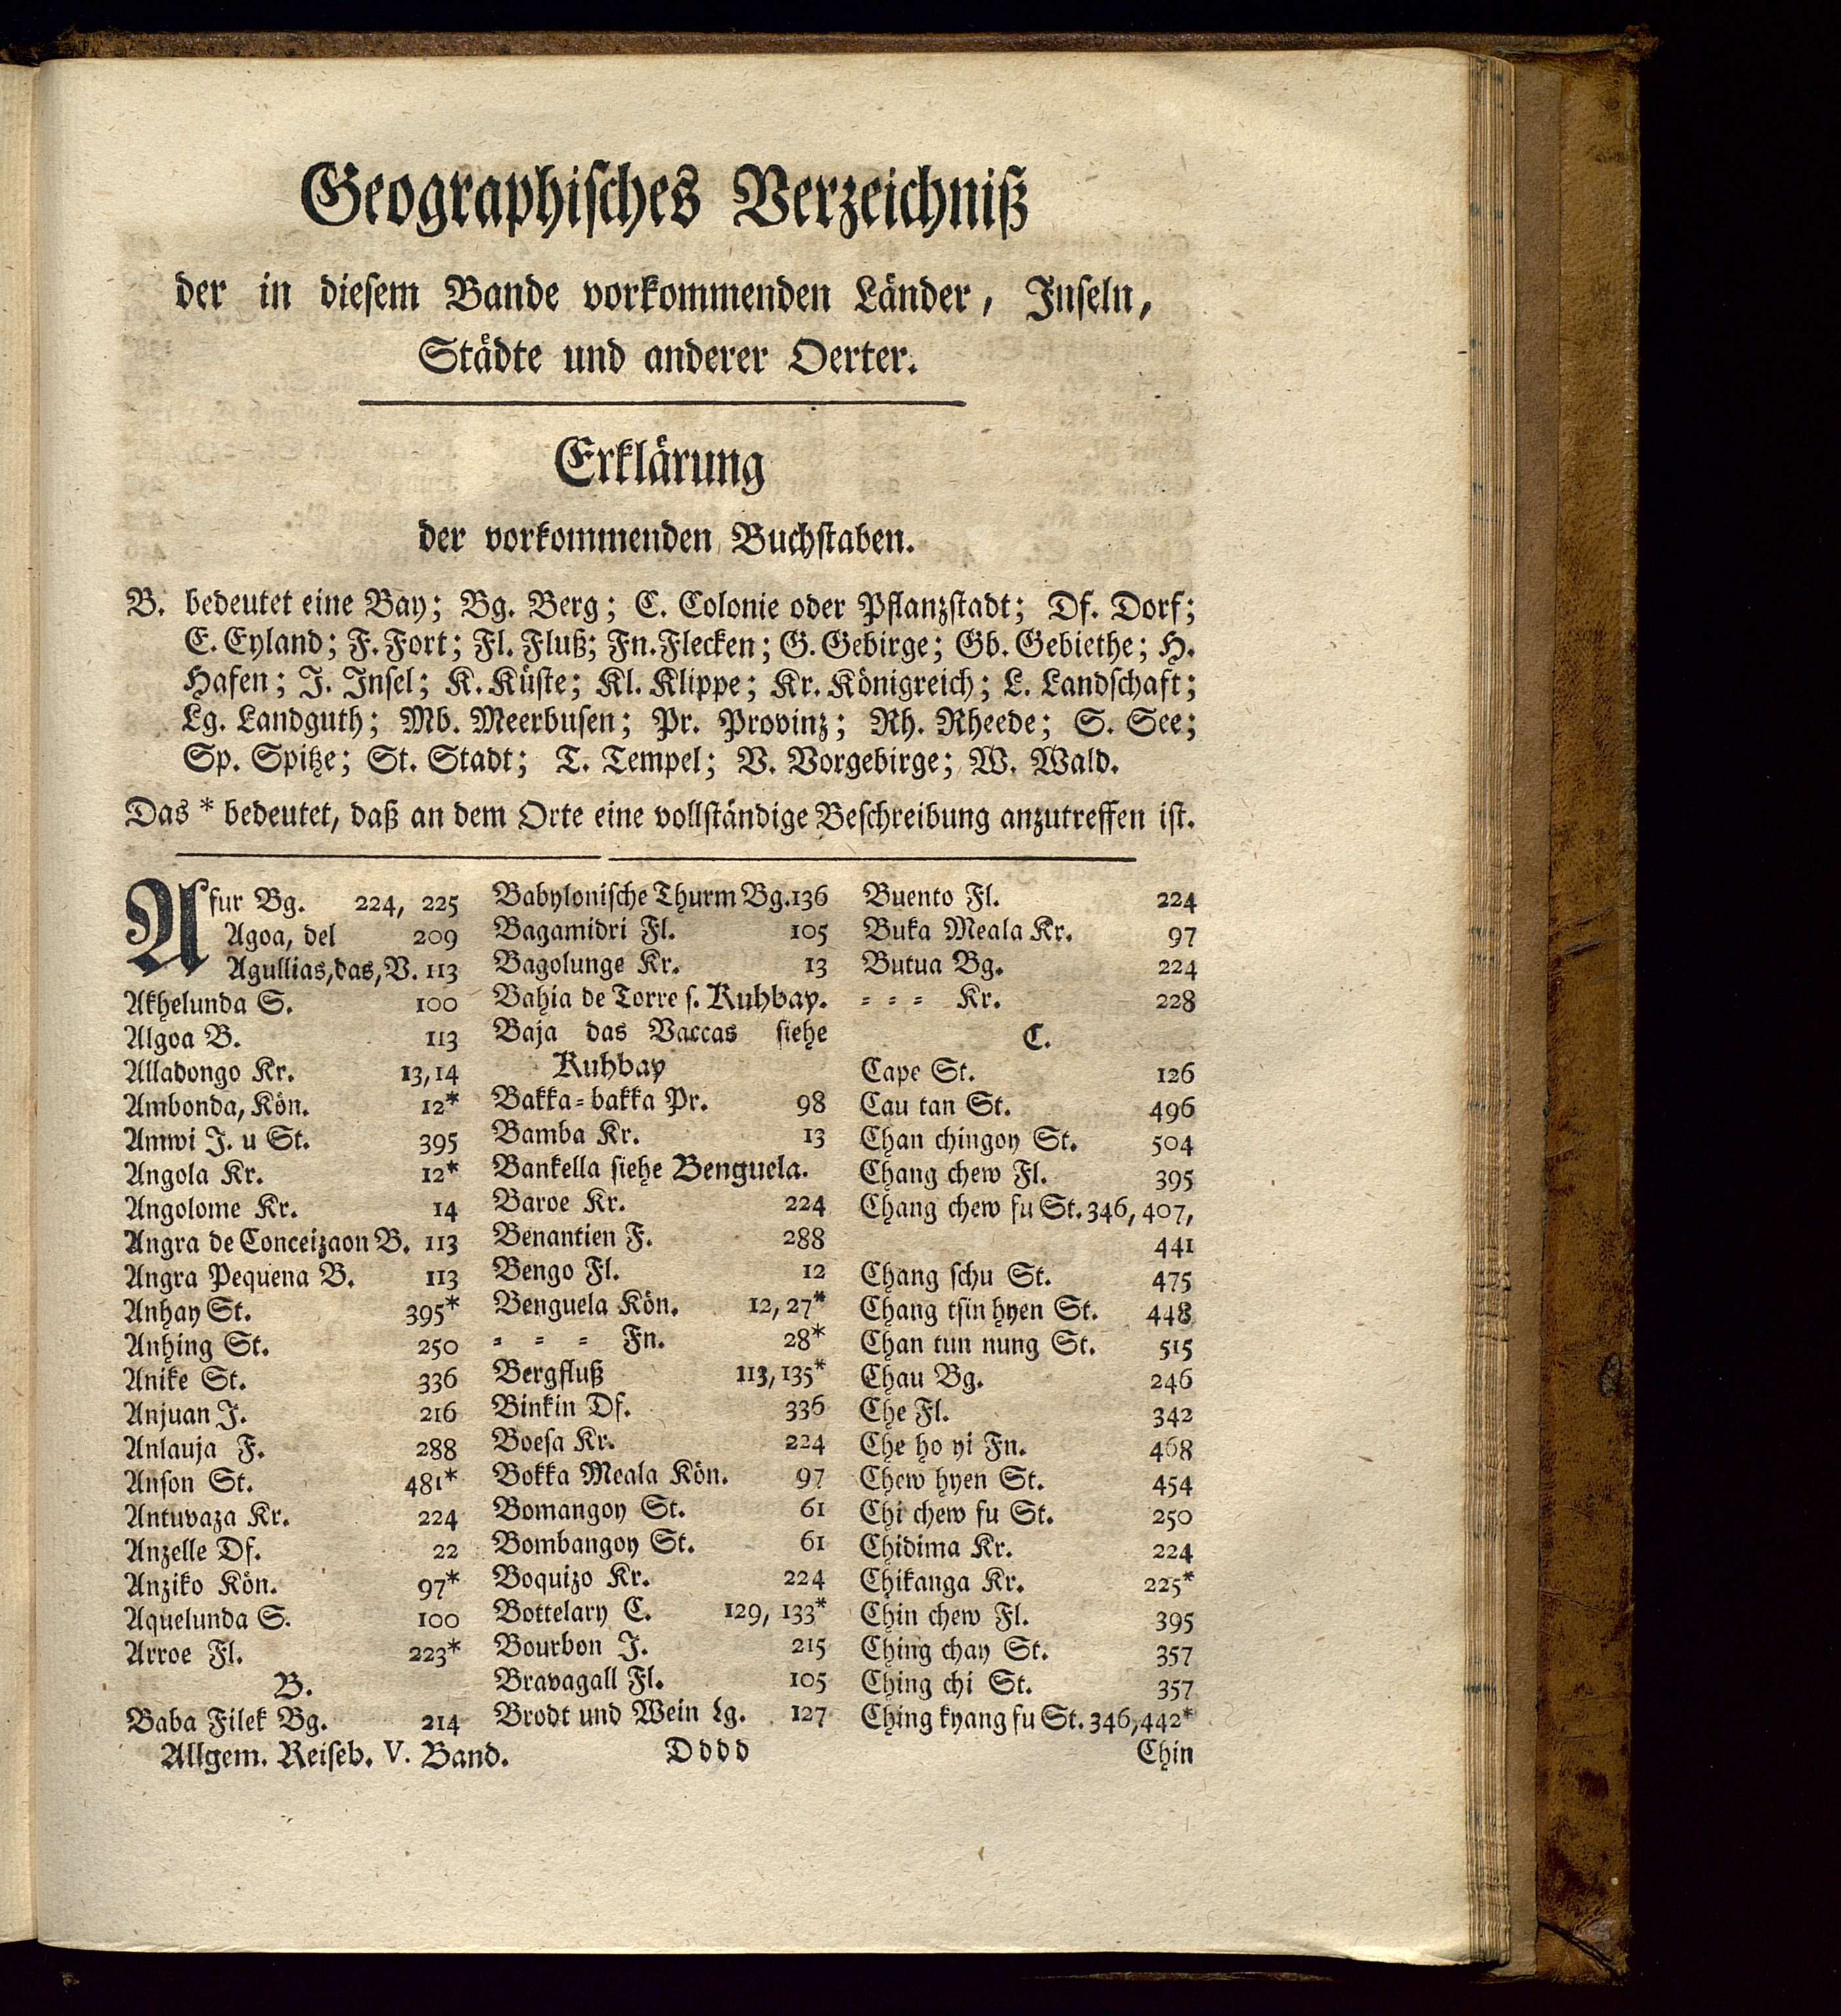 Geographisches Verzeichniß
der in diesem Bande vorkommenden Länder, Inseln,
Städte und anderer Oerter.
Erklärung
der vorkommenden Buchstaben.
B. bedeutet eine Bay; Bg. Berg; C. Colonie oder Pflanzstadt; Df. Dorf;
E. Eyland; F. Fort; Fl. Fluß; Fn. Flecken; G. Gebirge; Gb. Gebiethe; H.
Hafen; J. Insel; K. Küste; Kl. Klippe; Kr. Königreich; L. Landschaft;
Lg. Landguth; Mb. Meerbusen; Pr. Provinz; Rh. Rheede; S. See;
Sp. Spitze; St. Stadt; T. Tempel; V. Vorgebirge; W. Wald.
Das * bedeutet, daß an dem Orte eine vollständige Beschreibung anzutreffen ist.
Afur Bg. 224, 225
Agoa, del 209
Agullias, das, V. 113
Akhelunda S. 100
Algoa B. 113
Alladongo Kr. 13, 14
Ambonda, Kön. 12*
Amwi J. u St. 395
Angola Kr. 12*
Angolome Kr. 14
Angra de Conceizaon B. 113
Angra Pequena B. 113
Anhay St. 395*
Anhing St. 250
Anike St. 336
Anjuan J. 216
Anlauja F. 288
Anson St. 481*
Antuvaza Kr. 224
Anzelle Df. 22
Anziko Kön. 97*
Aquelunda S. 100
Arroe Fl. 223*
B.
Baba Filek Bg. 214
Babylonische Thurm Bg. 136
Bagamidri Fl. 105
Bagolunge Kr. 13
Bahia de Torre s. Kuhbay.
Baja das Vaccas siehe
Kuhbay
Bakka=bakka Pr. 98
Bamba Kr. 13
Bankella siehe Benguela.
Baroe Kr. 224
Benantien F. 288
Bengo Fl. 12
Benguela Kön. 12, 27*
= = = Fn. 28*
Bergfluß 113, 135*
Binkin Df. 336
Boesa Kr. 224
Bokka Meala Kön. 97
Bomangoy St. 61
Bombangoy St. 61
Boquizo Kr. 224
Bottelary C. 129, 133*
Bourbon J. 215
Bravagall Fl. 105
Brodt und Wein Lg. 127
Buento Fl. 224
Buka Meala Kr. 97
Butua Bg. 224
= = = Kr. 228
C.
Cape St. 126
Cau tan St. 496
Chan chingoy St. 504
Chang chew Fl. 395
Chang chew fu St. 346, 407,
441
Chang schu St. 475
Chang tsin hyen St. 448
Chan tun nung St. 515
Chau Bg. 246
Che Fl. 342
Che ho yi Fn. 468
Chew hyen St. 454
Chi chew fu St. 250
Chidima Kr. 224
Chikanga Kr. 225*
Chin chew Fl. 395
Ching chay St. 357
Ching chi St. 357
Ching kyang fu St. 346, 442*
Allgem. Reiseb. V. Band. Dddd Chin